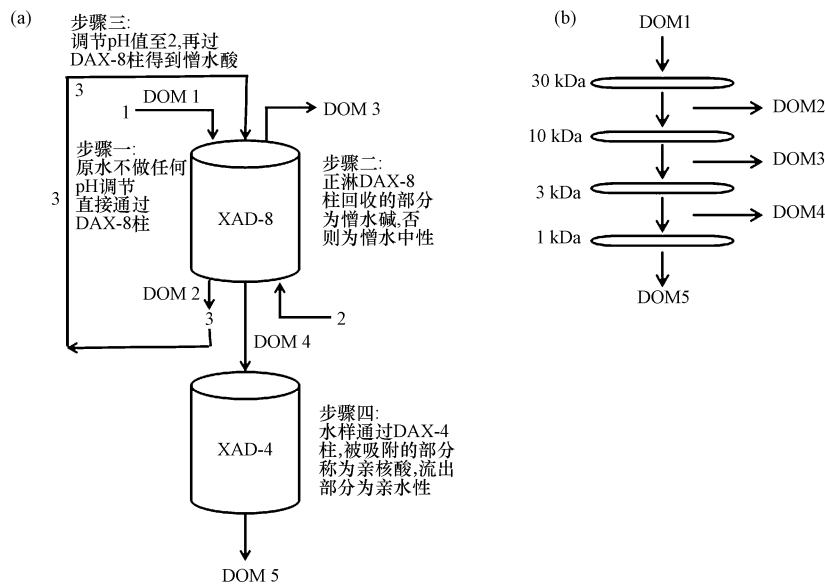 (a)
步骤三:
调节pH值至2,再过
DAX-8柱得到憎水酸
3
DOM 1
1
DOM 3
步骤一:
原水不做任何
pH调节
直接通过
DAX-8柱
3
XAD-8
步骤二:
正淋DAX-8
柱回收的部分
为憎水碱,否
则为憎水中性
DOM 2
3
2
DOM 4
XAD-4
步骤四:
水样通过DAX-4
柱,被吸附的部分
称为亲核酸,流出
部分为亲水性
DOM 5
(b)
DOM1
30 kDa
DOM2
10 kDa
DOM3
3 kDa
DOM4
1 kDa
DOM5